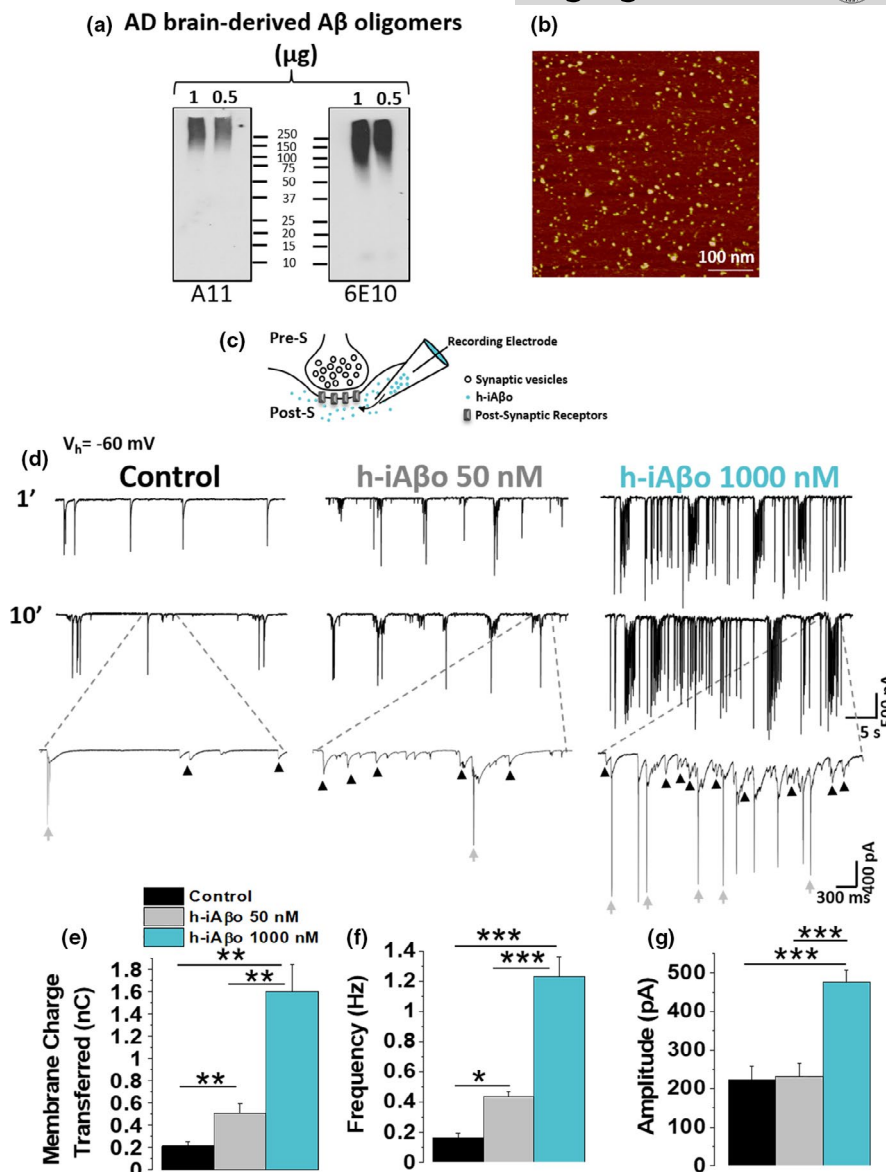 (a) AD brain-derived Aβ oligomers
(µg)
1 0.5
1 0.5
250
150
100
75
50
37
25
20
15
10
A11
6E10
(b)
100 nm
(c)
Pre-S
Post-S
Recording Electrode
Synaptic vesicles
h-iAβo
Post-Synaptic Receptors
(d)
Vh= -60 mV
Control
h-iAβo 50 nM
h-iAβo 1000 nM
1'
10'
500 pA
5 s
400 pA
300 ms
Control
h-iAβo 50 nM
h-iAβo 1000 nM
(e)
Membrane Charge
Transferred (nC)
1.8
1.6
1.4
1.2
1
0.8
0.6
0.4
0.2
0
**
**
**
(f)
Frequency (Hz)
1.4
1.2
1
0.8
0.6
0.4
0.2
0
***
***
*
(g)
Amplitude (pA)
500
400
300
200
100
0
***
***